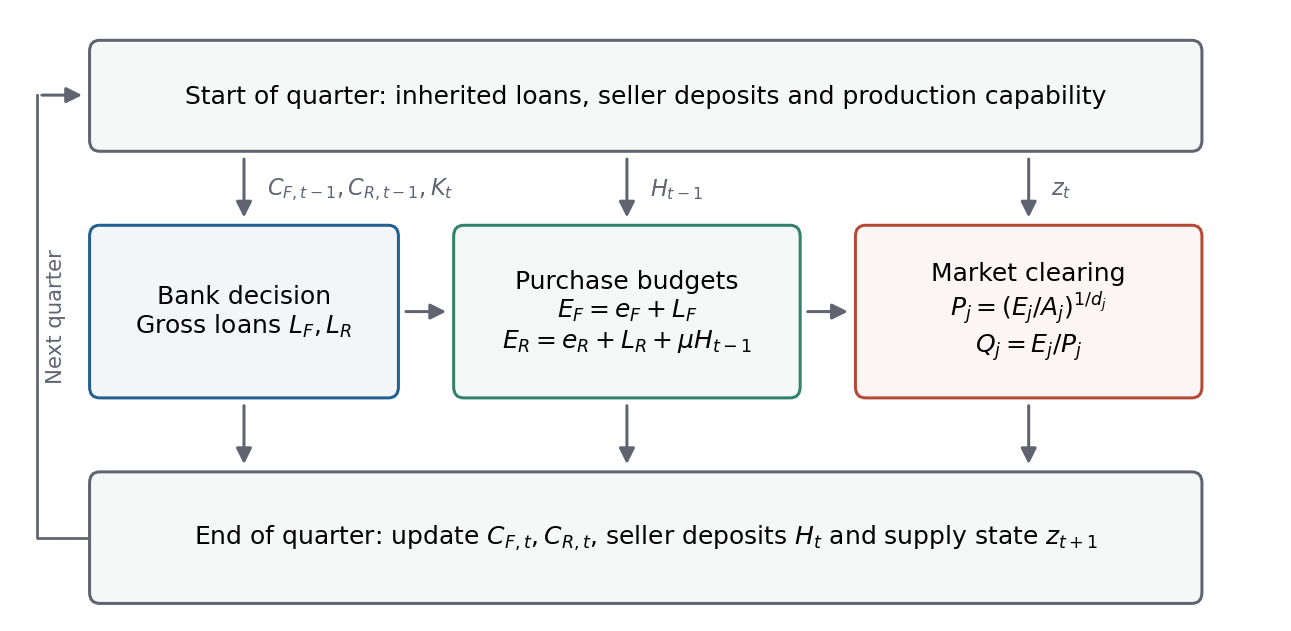 Start of quarter: inherited loans, seller deposits and production capability
C_{F,t−1}, C_{R,t−1}, K_t
H_{t−1}
z_t
Next quarter
Bank decision
Gross loans L_F, L_R
Purchase budgets
E_F = e_F + L_F
E_R = e_R + L_R + μH_{t−1}
Market clearing
P_j = (E_j/A_j)^{1/d_j}
Q_j = E_j/P_j
End of quarter: update C_{F,t}, C_{R,t}, seller deposits H_t and supply state z_{t+1}